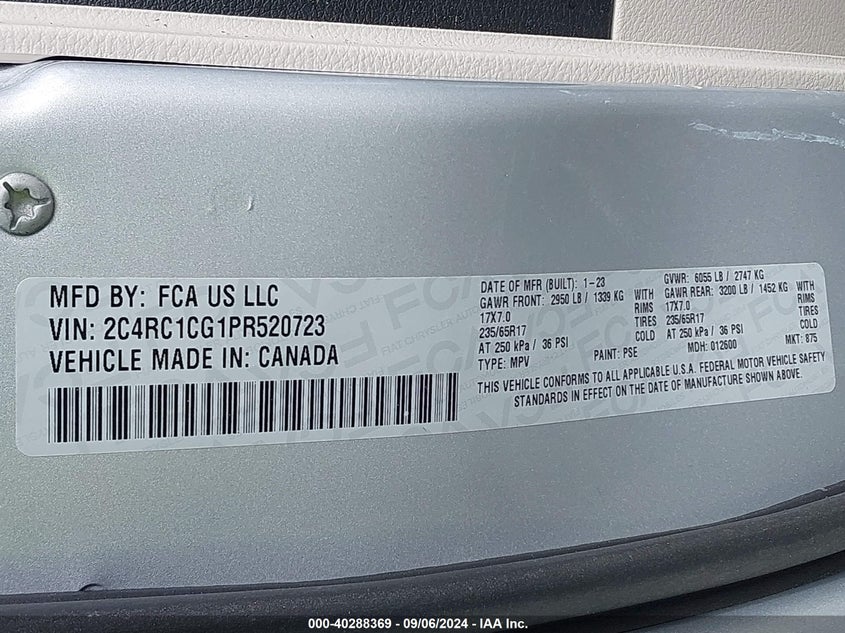 MFD BY: FCA US LLC
VIN: 2C4RC1CG1PR520723
VEHICLE MADE IN: CANADA
DATE OF MFR (BUILT): 1-23 GVWR: 6055 LB / 2747 KG
GAWR FRONT: 2950 LB / 1339 KG WITH GAWR REAR: 3200 LB / 1452 KG WITH
17X7.0 RIMS 17X7.0 RIMS
235/65R17 TIRES 235/65R17 TIRES
AT 250 kPa / 36 PSI COLD AT 250 kPa / 36 PSI COLD
TYPE: MPV PAINT: PSE MDH: 012600 MKT: 875
THIS VEHICLE CONFORMS TO ALL APPLICABLE U.S.A. FEDERAL MOTOR VEHICLE SAFETY
STANDARDS IN EFFECT ON THE DATE OF MANUFACTURE SHOWN ABOVE.
000-40288369 - 09/06/2024 - IAA Inc.